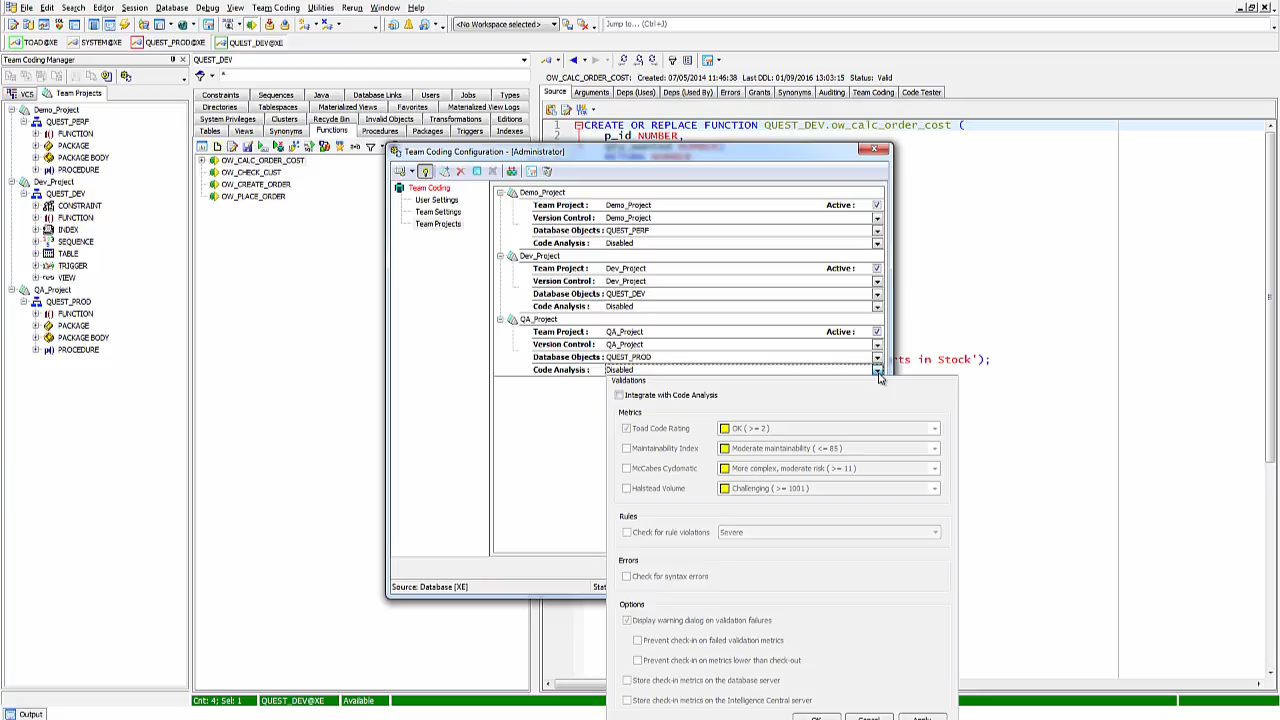 File Edit Search Editor Session Database Debug View Team Coding Utilities Rerun Window Help
<No Workspace selected> Jump to... (Ctrl+J)
TOAD@XE SYSTEM@XE QUEST_PROD@XE QUEST_DEV@XE
Team Coding Manager
VCS Team Projects
Demo_Project
QUEST_PERF
FUNCTION
PACKAGE
PACKAGE BODY
PROCEDURE
Dev_Project
QUEST_DEV
CONSTRAINT
FUNCTION
INDEX
SEQUENCE
TABLE
TRIGGER
VIEW
QA_Project
QUEST_PROD
FUNCTION
PACKAGE
PACKAGE BODY
PROCEDURE
QUEST_DEV
*
Constraints Sequences Java Database Links Users Jobs Types
Directories Tablespaces Materialized Views Favorites Materialized View Logs
System Privileges Clusters Recycle Bin Invalid Objects Transformations Editions
Tables Views Synonyms Functions Procedures Packages Triggers Indexes
OW_CALC_ORDER_COST
OW_CHECK_CUST
OW_CREATE_ORDER
OW_PLACE_ORDER
OW_CALC_ORDER_COST: Created: 07/05/2014 11:46:38 Last DDL: 01/09/2016 13:03:15 Status: Valid
Source Arguments Deps (Uses) Deps (Used By) Errors Grants Synonyms Auditing Team Coding Code Tester
1 CREATE OR REPLACE FUNCTION QUEST_DEV.ow_calc_order_cost (
2 p_id NUMBER,
rts in Stock');
Team Coding Configuration - [Administrator]
Team Coding
User Settings
Team Settings
Team Projects
Demo_Project
Team Project : Demo_Project Active :
Version Control : Demo_Project
Database Objects : QUEST_PERF
Code Analysis : Disabled
Dev_Project
Team Project : Dev_Project Active :
Version Control : Dev_Project
Database Objects : QUEST_DEV
Code Analysis : Disabled
QA_Project
Team Project : QA_Project Active :
Version Control : QA_Project
Database Objects : QUEST_PROD
Code Analysis : Disabled
Source: Database [XE]
Validations
Integrate with Code Analysis
Metrics
Toad Code Rating OK ( >= 2 )
Maintainability Index Moderate maintainability ( <= 85 )
McCabes Cyclomatic More complex, moderate risk ( >= 11 )
Halstead Volume Challenging ( >= 1001 )
Rules
Check for rule violations Severe
Errors
Check for syntax errors
Options
Display warning dialog on validation failures
Prevent check-in on failed validation metrics
Prevent check-in on metrics lower than check-out
Store check-in metrics on the database server
Store check-in metrics on the Intelligence Central server
OK Cancel Apply
Cnt: 4; Sel: 1 QUEST_DEV@XE Available
Output